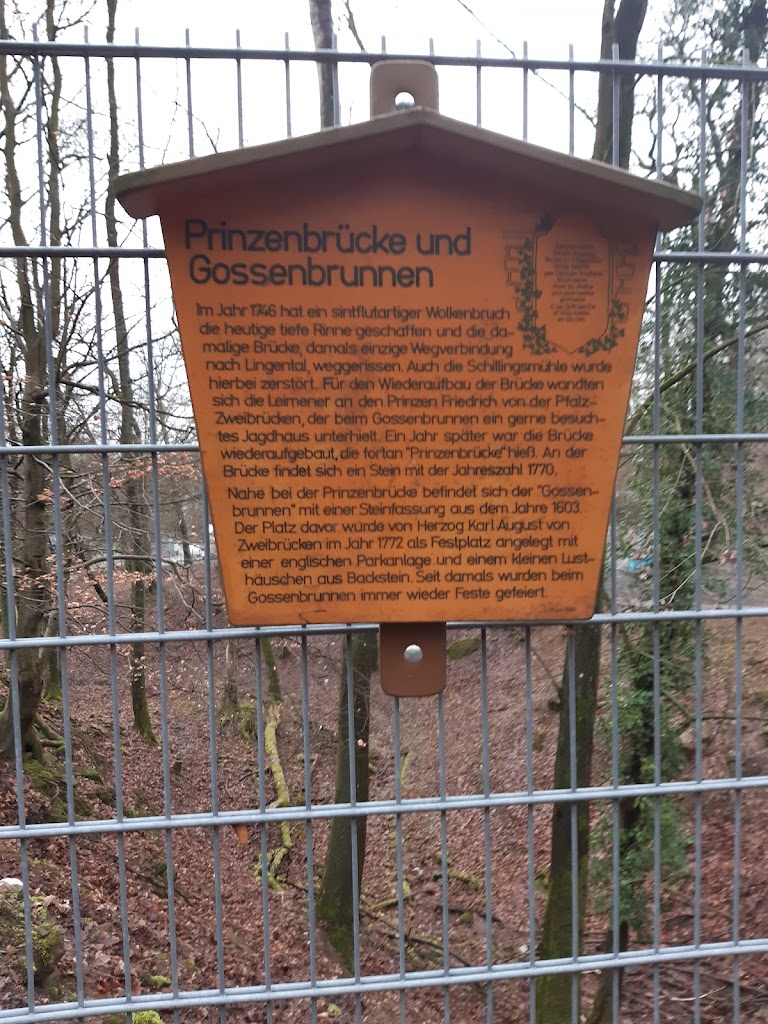 Prinzenbrücke und
Gossenbrunnen
Im Jahr 1746 hat ein sintflutartiger Wolkenbruch
die heutige tiefe Rinne geschaffen und die da-
malige Brücke, damals einzige Wegverbindung
nach Lingental, weggerissen. Auch die Schillingsmühle wurde
hierbei zerstört. Für den Wiederaufbau der Brücke wandten
sich die Leimener an den Prinzen Friedrich von der Pfalz-
Zweibrücken, der beim Gossenbrunnen ein gerne besuch-
tes Jagdhaus unterhielt. Ein Jahr später war die Brücke
wiederaufgebaut, die fortan "Prinzenbrücke" hieß. An der
Brücke findet sich ein Stein mit der Jahreszahl 1770.
Nahe bei der Prinzenbrücke befindet sich der "Gossen-
brunnen" mit einer Steinfassung aus dem Jahre 1603.
Der Platz davor wurde von Herzog Karl August von
Zweibrücken im Jahr 1772 als Festplatz angelegt mit
einer englischen Parkanlage und einem kleinen Lust-
häuschen aus Backstein. Seit damals wurden beim
Gossenbrunnen immer wieder Feste gefeiert.